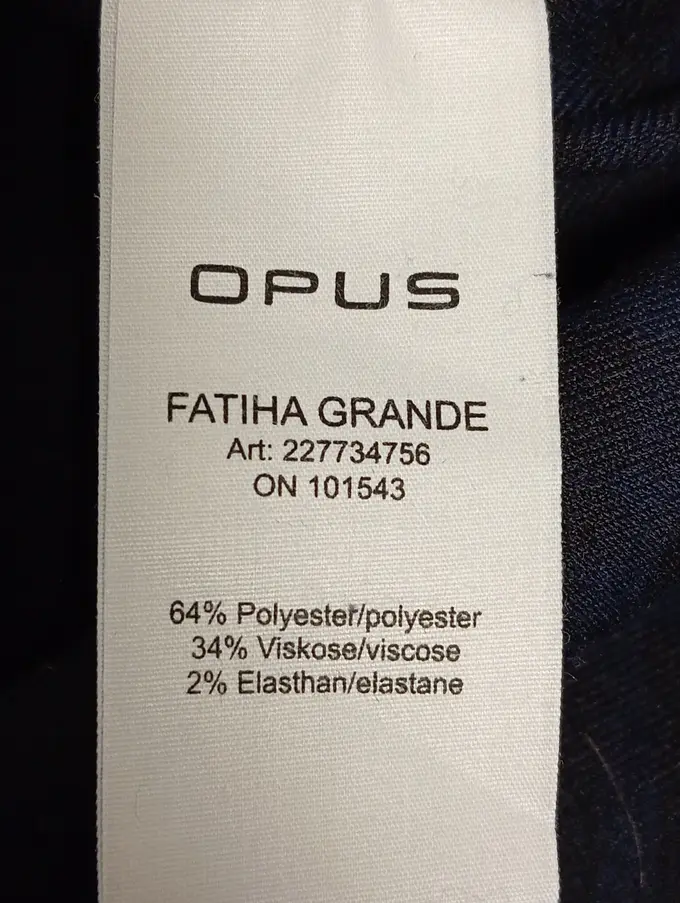 OPUS
FATIHA GRANDE
Art: 227734756
ON 101543
64% Polyester/polyester
34% Viskose/viscose
2% Elasthan/elastane